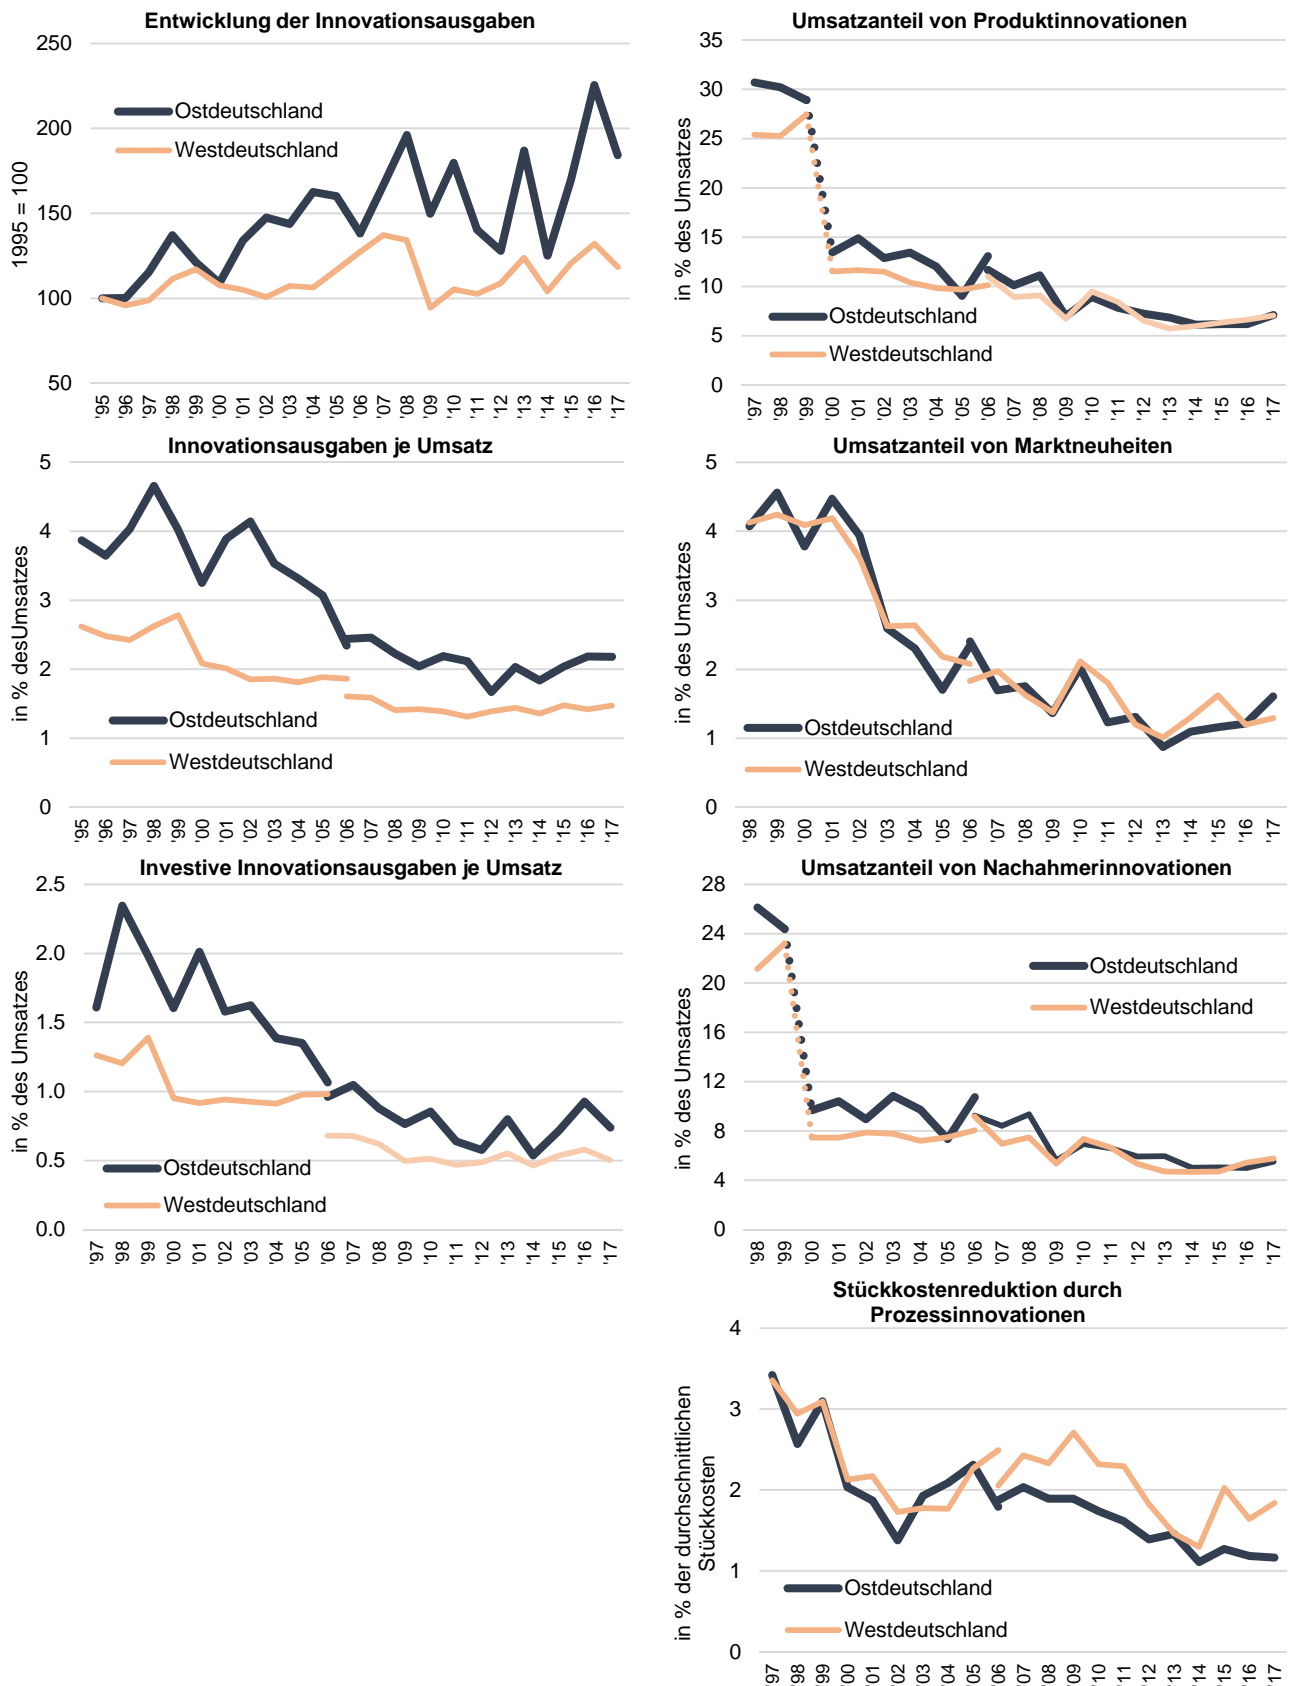 Entwicklung der Innovationsausgaben
250
200
150
100
50
1995 = 100
Ostdeutschland
Westdeutschland
'95 '96 '97 '98 '99 '00 '01 '02 '03 '04 '05 '06 '07 '08 '09 '10 '11 '12 '13 '14 '15 '16 '17
Umsatzanteil von Produktinnovationen
35
30
25
20
15
10
5
0
in % des Umsatzes
Ostdeutschland
Westdeutschland
'97 '98 '99 '00 '01 '02 '03 '04 '05 '06 '07 '08 '09 '10 '11 '12 '13 '14 '15 '16 '17
Innovationsausgaben je Umsatz
5
4
3
2
1
0
in % desUmsatzes
Ostdeutschland
Westdeutschland
'95 '96 '97 '98 '99 '00 '01 '02 '03 '04 '05 '06 '07 '08 '09 '10 '11 '12 '13 '14 '15 '16 '17
Umsatzanteil von Marktneuheiten
5
4
3
2
1
0
in % des Umsatzes
Ostdeutschland
Westdeutschland
'98 '99 '00 '01 '02 '03 '04 '05 '06 '07 '08 '09 '10 '11 '12 '13 '14 '15 '16 '17
Investive Innovationsausgaben je Umsatz
2.5
2.0
1.5
1.0
0.5
0.0
in % des Umsatzes
Ostdeutschland
Westdeutschland
'97 '98 '99 '00 '01 '02 '03 '04 '05 '06 '07 '08 '09 '10 '11 '12 '13 '14 '15 '16 '17
Umsatzanteil von Nachahmerinnovationen
28
24
20
16
12
8
4
0
in % des Umsatzes
Ostdeutschland
Westdeutschland
'98 '99 '00 '01 '02 '03 '04 '05 '06 '07 '08 '09 '10 '11 '12 '13 '14 '15 '16 '17
Stückkostenreduktion durch
Prozessinnovationen
4
3
2
1
0
in % der durchschnittlichen
Stückkosten
Ostdeutschland
Westdeutschland
'97 '98 '99 '00 '01 '02 '03 '04 '05 '06 '07 '08 '09 '10 '11 '12 '13 '14 '15 '16 '17